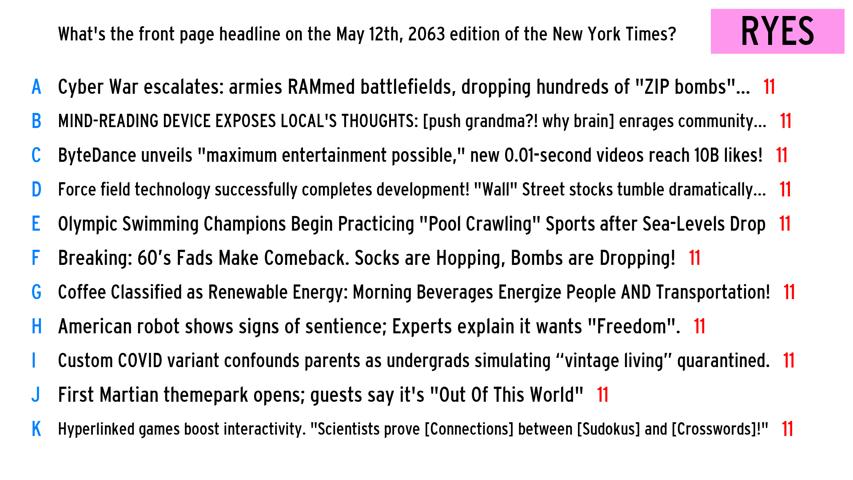 What's the front page headline on the May 12th, 2063 edition of the New York Times?
RYES
A Cyber War escalates: armies RAMmed battlefields, dropping hundreds of "ZIP bombs"... 11
B MIND-READING DEVICE EXPOSES LOCAL'S THOUGHTS: [push grandma?! why brain] enrages community... 11
C ByteDance unveils "maximum entertainment possible," new 0.01-second videos reach 10B likes! 11
D Force field technology successfully completes development! "Wall" Street stocks tumble dramatically... 11
E Olympic Swimming Champions Begin Practicing "Pool Crawling" Sports after Sea-Levels Drop 11
F Breaking: 60's Fads Make Comeback. Socks are Hopping, Bombs are Dropping! 11
G Coffee Classified as Renewable Energy: Morning Beverages Energize People AND Transportation! 11
H American robot shows signs of sentience; Experts explain it wants "Freedom". 11
I Custom COVID variant confounds parents as undergrads simulating “vintage living” quarantined. 11
J First Martian themepark opens; guests say it's "Out Of This World" 11
K Hyperlinked games boost interactivity. "Scientists prove [Connections] between [Sudokus] and [Crosswords]!" 11